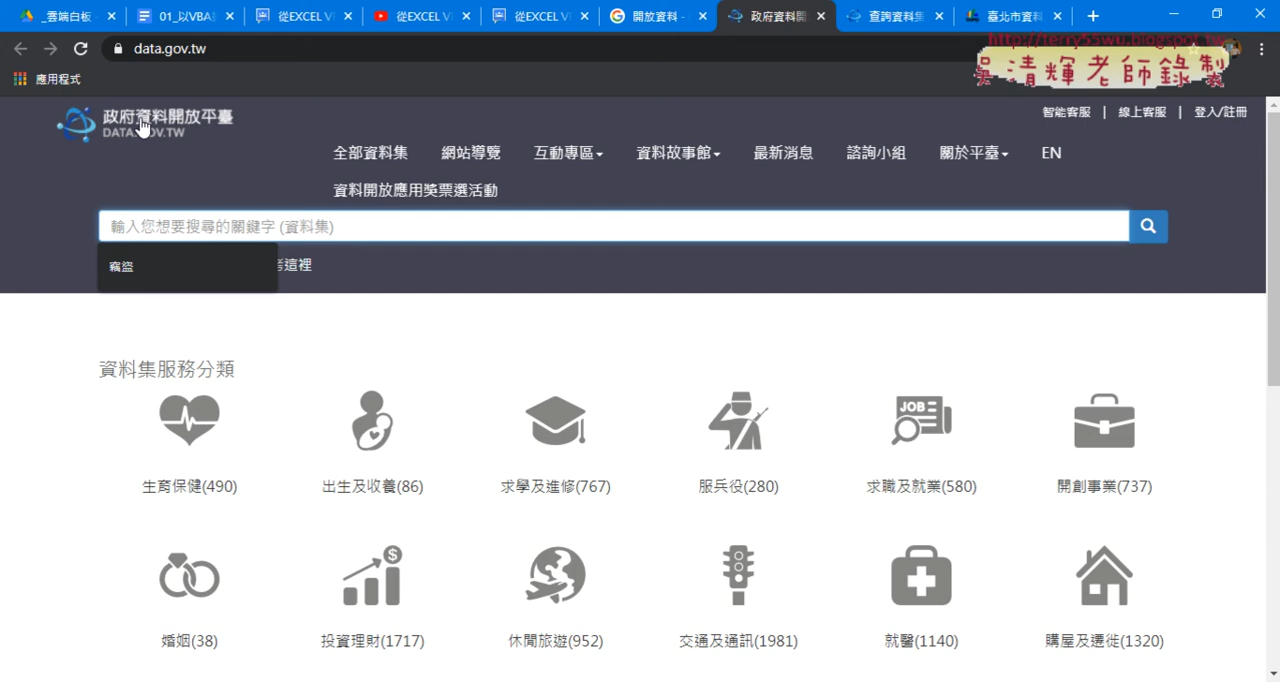 _雲端白板
01_以VBA
從EXCEL V
從EXCEL V
從EXCEL V
開放資料 -
政府資料開
查詢資料集
臺北市資料
data.gov.tw
http://terry55wu.blogspot.tw
吳清輝老師錄製
應用程式
政府資料開放平臺
DATA.GOV.TW
智能客服 | 線上客服 | 登入/註冊
全部資料集 網站導覽 互動專區 資料故事館 最新消息 諮詢小組 關於平臺 EN
資料開放應用獎票選活動
輸入您想要搜尋的關鍵字 (資料集)
竊盜
這裡
資料集服務分類
JOB
生育保健(490) 出生及收養(86) 求學及進修(767) 服兵役(280) 求職及就業(580) 開創事業(737)
$
婚姻(38) 投資理財(1717) 休閒旅遊(952) 交通及通訊(1981) 就醫(1140) 購屋及遷徙(1320)